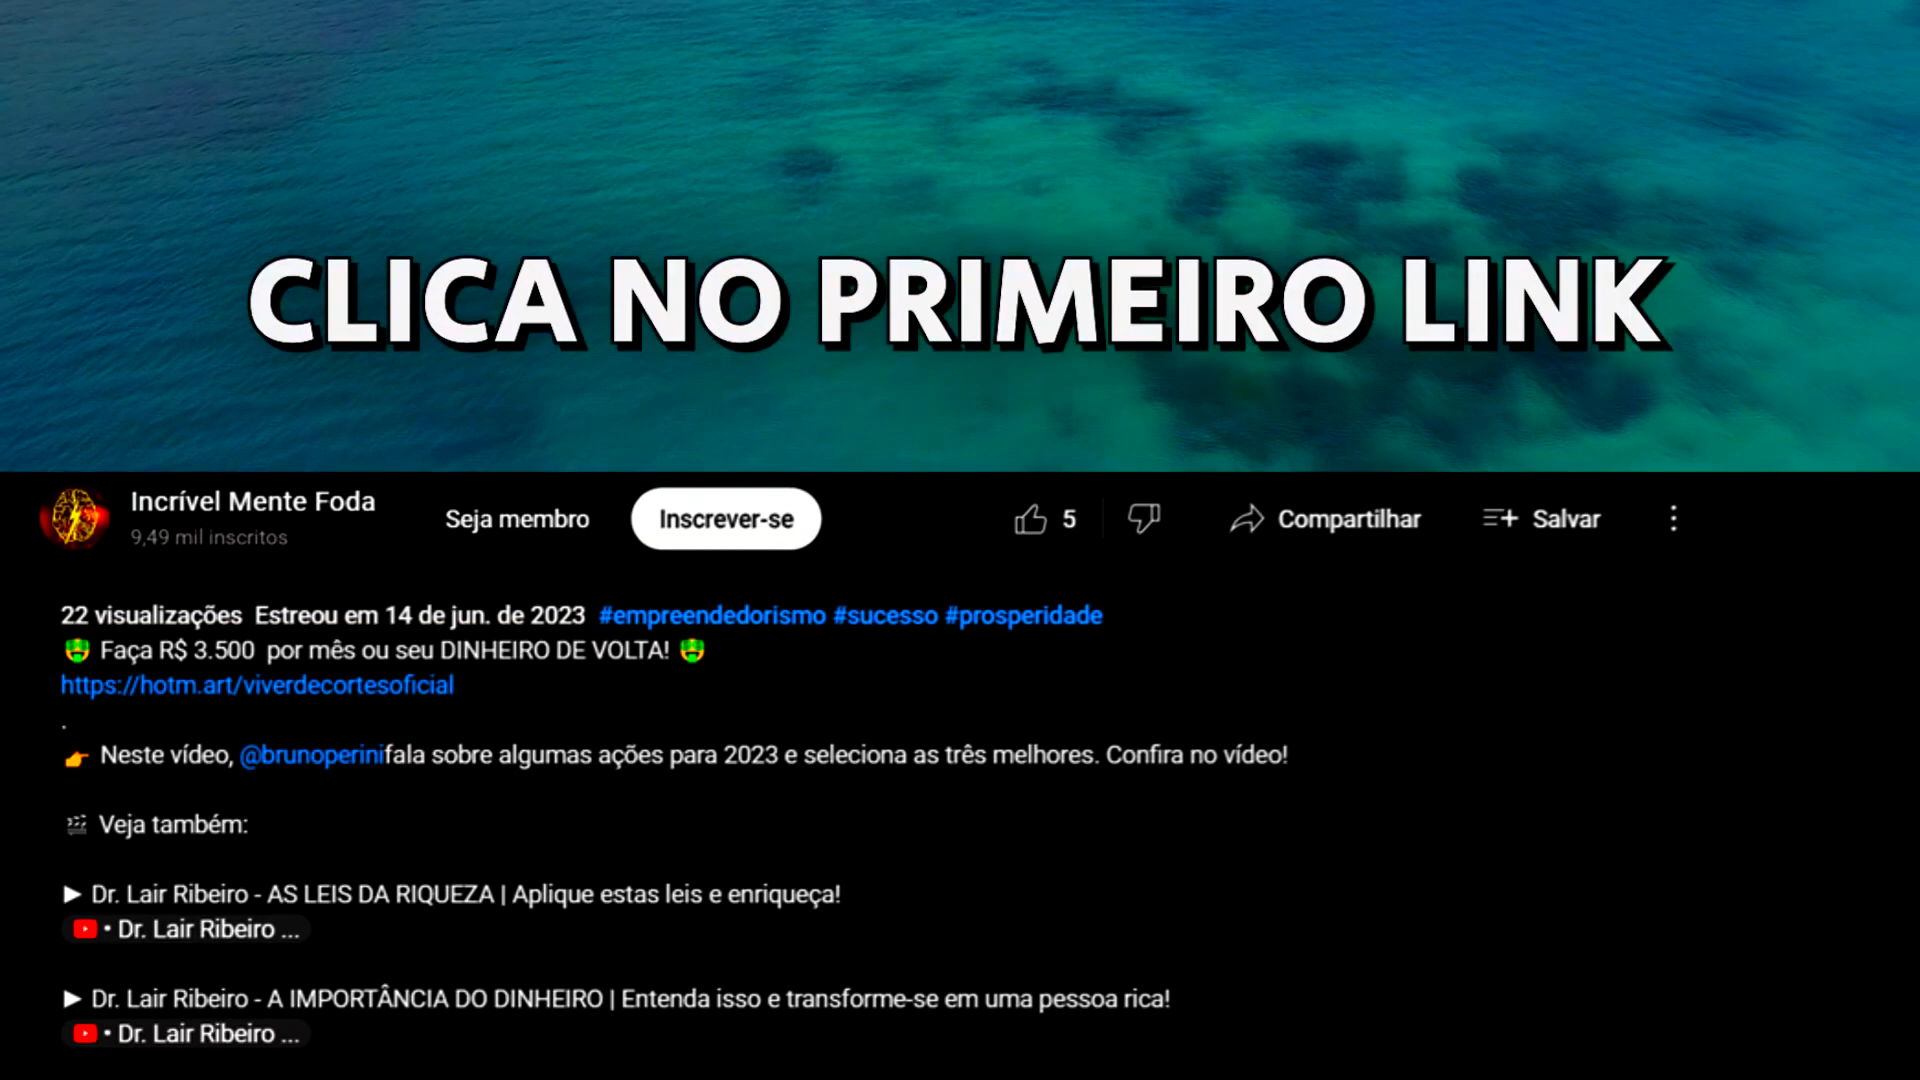 CLICA NO PRIMEIRO LINK
Incrível Mente Foda
9,49 mil inscritos
Seja membro
Inscrever-se
5
Compartilhar
Salvar
22 visualizações Estreou em 14 de jun. de 2023 #empreendedorismo #sucesso #prosperidade
🤑 Faça R$ 3.500 por mês ou seu DINHEIRO DE VOLTA! 🤑
https://hotm.art/viverdecortesoficial
.
👉 Neste vídeo, @brunoperinifala sobre algumas ações para 2023 e seleciona as três melhores. Confira no vídeo!
🎬 Veja também:
► Dr. Lair Ribeiro - AS LEIS DA RIQUEZA | Aplique estas leis e enriqueça!
• Dr. Lair Ribeiro ...
► Dr. Lair Ribeiro - A IMPORTÂNCIA DO DINHEIRO | Entenda isso e transforme-se em uma pessoa rica!
• Dr. Lair Ribeiro ...